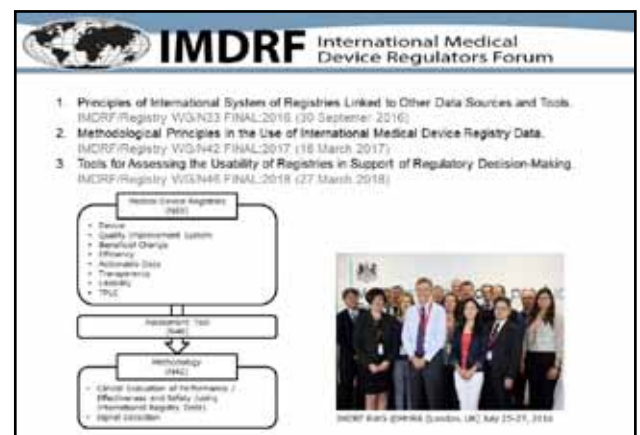 IMDRF International Medical
Device Regulators Forum
1. Principles of International System of Registries Linked to Other Data Sources and Tools.
IMDRF/Registry WG/N33 FINAL:2016 (30 Septemer 2016)
2. Methodological Principles in the Use of International Medical Device Registry Data.
IMDRF/Registry WG/N42 FINAL:2017 (16 March 2017)
3. Tools for Assessing the Usability of Registries in Support of Regulatory Decision-Making.
IMDRF/Registry WG/N46 FINAL:2018 (27 March 2018)
Medical Device Registries
(N33)
• Device
• Quality Improvement System
• Beneficial Change
• Efficiency
• Actionable Data
• Transparency
• Linkability
• TPLC
Assessment Tool
(N46)
Methodology
(N42)
• Clinical Evaluation of Performance /
Effectiveness and Safety (using
International Registry Data)
• Signal Detection
IMDRF RWG @MHRA (London, UK) July 25-27, 2016